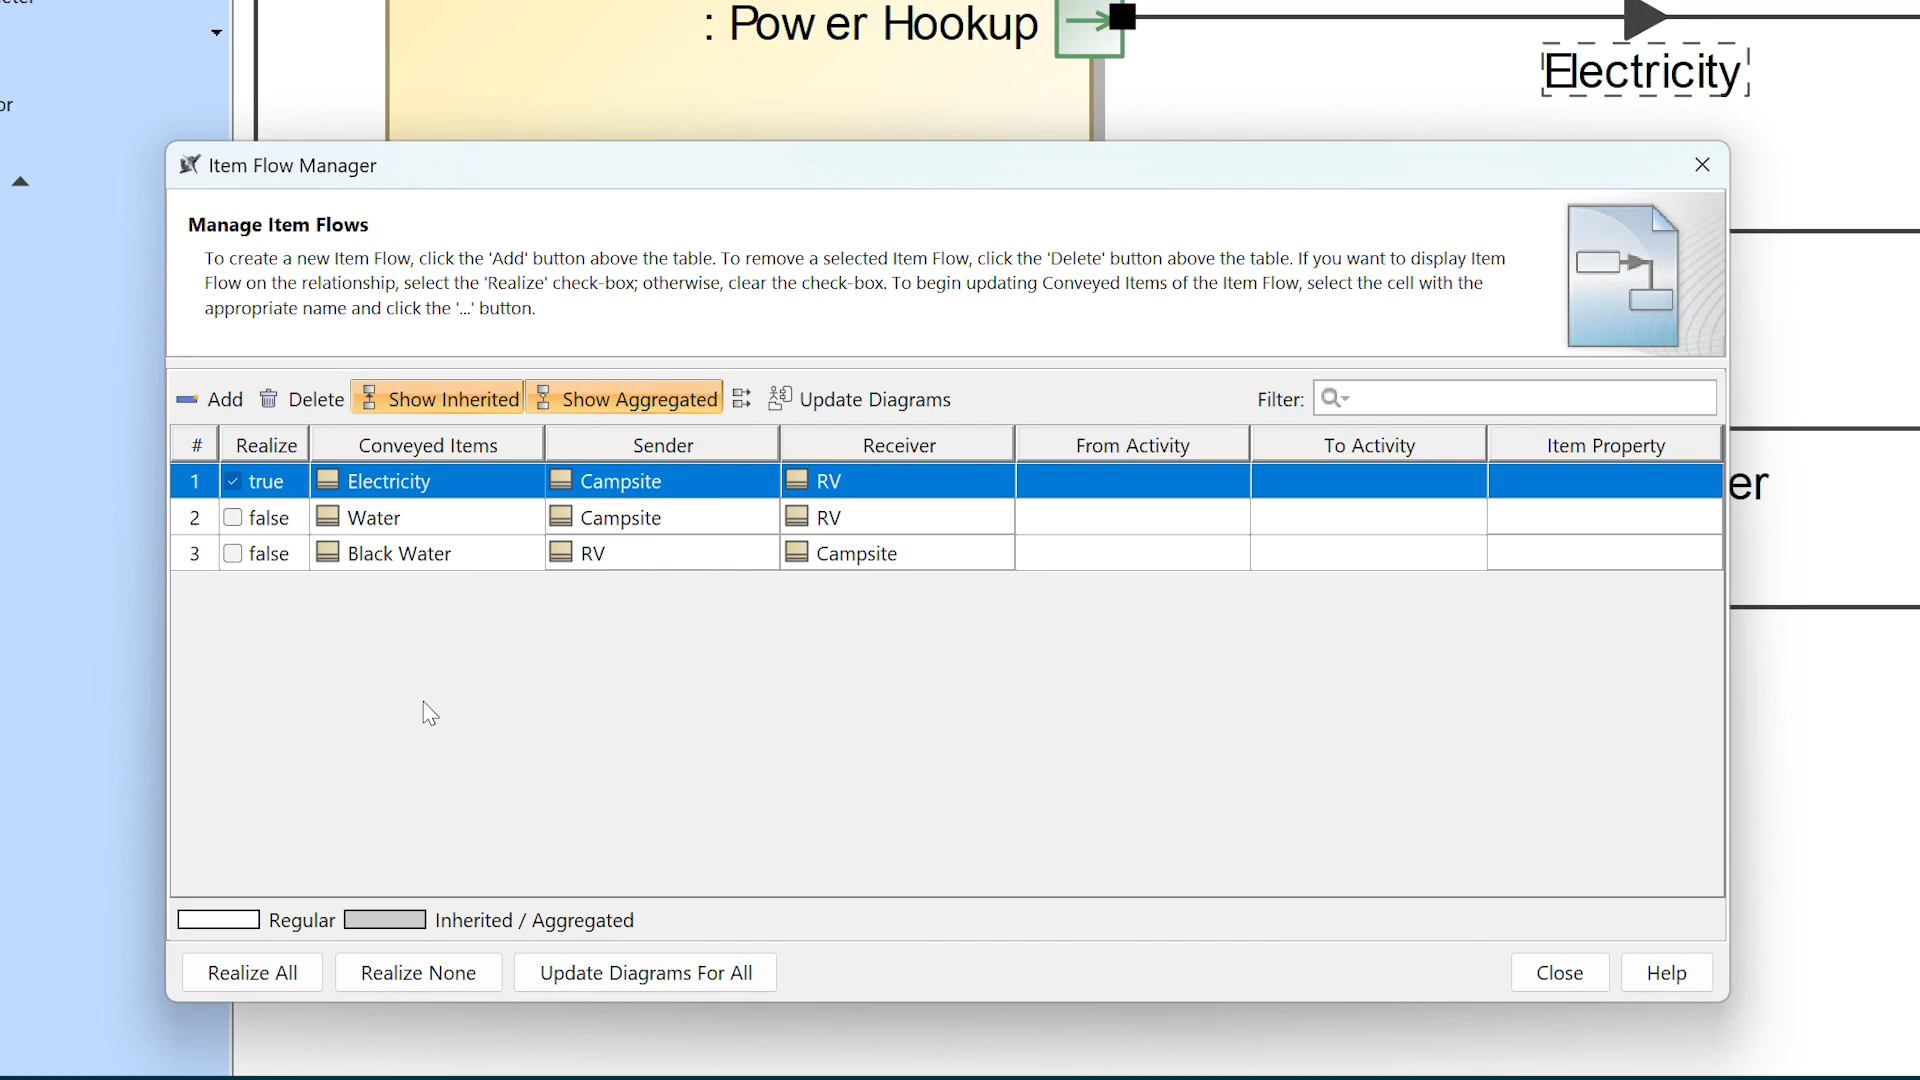 : Power Hookup
Electricity
or
Item Flow Manager
Manage Item Flows
To create a new Item Flow, click the 'Add' button above the table. To remove a selected Item Flow, click the 'Delete' button above the table. If you want to display Item
Flow on the relationship, select the 'Realize' check-box; otherwise, clear the check-box. To begin updating Conveyed Items of the Item Flow, select the cell with the
appropriate name and click the '...' button.
Add Delete Show Inherited Show Aggregated Update Diagrams Filter:
# Realize Conveyed Items Sender Receiver From Activity To Activity Item Property
1 true Electricity Campsite RV
er
2 false Water Campsite RV
3 false Black Water RV Campsite
Regular Inherited / Aggregated
Realize All Realize None Update Diagrams For All Close Help